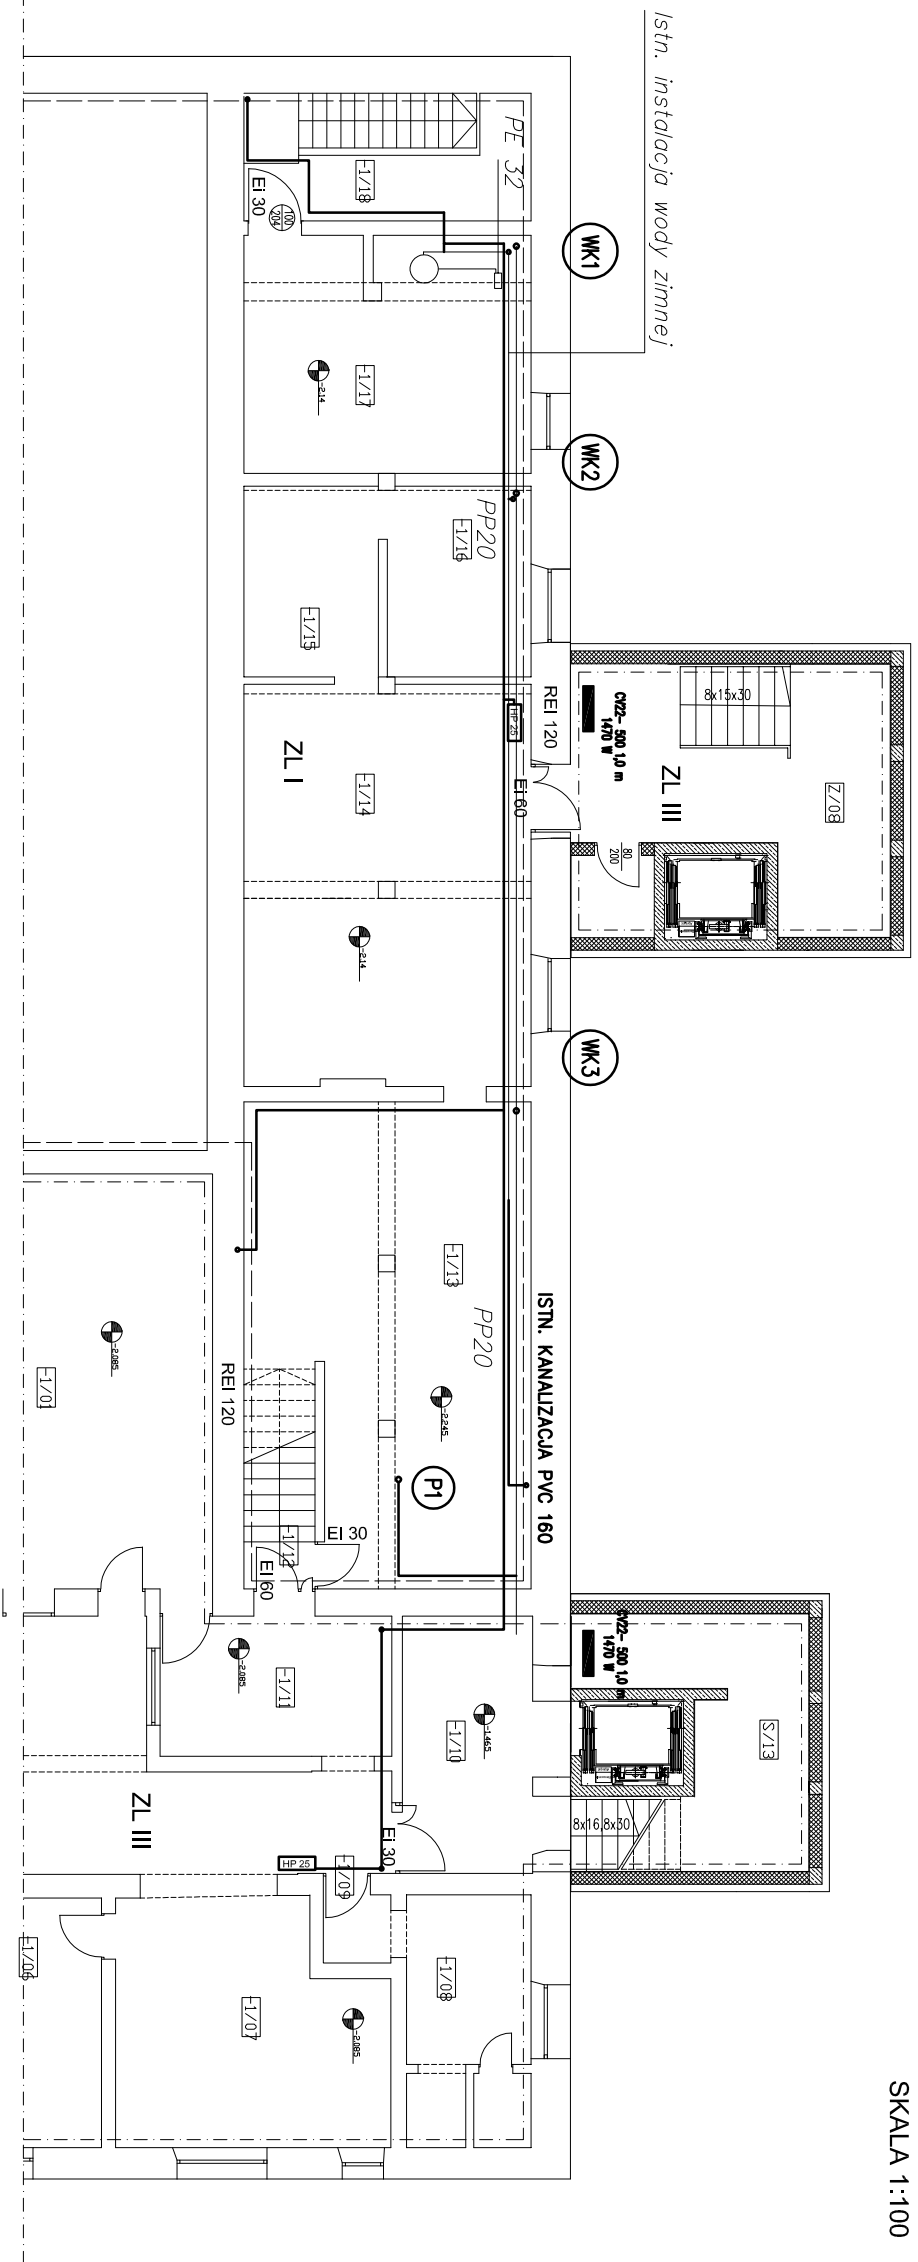 SKALA 1:100
Istn. instalacja wody zimnej
PE 32
-1/18
Ei 30
100
204
WK1
-1/17
-2.14
WK2
PP20
-1/16
-1/15
REI 120
HP 25
Ei 60
CV22- 500 1,0 m
1470 W
8x15x30
ZL III
Z/08
80
200
ZL I
-1/14
-2.14
WK3
-1/13
PP20
ISTN. KANALIZACJA PVC 160
-2.245
P1
-2.085
-1/01
REI 120
-1/12
EI 30
EI 60
-2.085
-1/11
-1.465
-1/10
CV22- 500 1,0 m
1470 W
S/13
8x16,8x30
ZL III
Ei 30
HP 25
-1/09
-1/08
-1/06
-1/07
-2.085